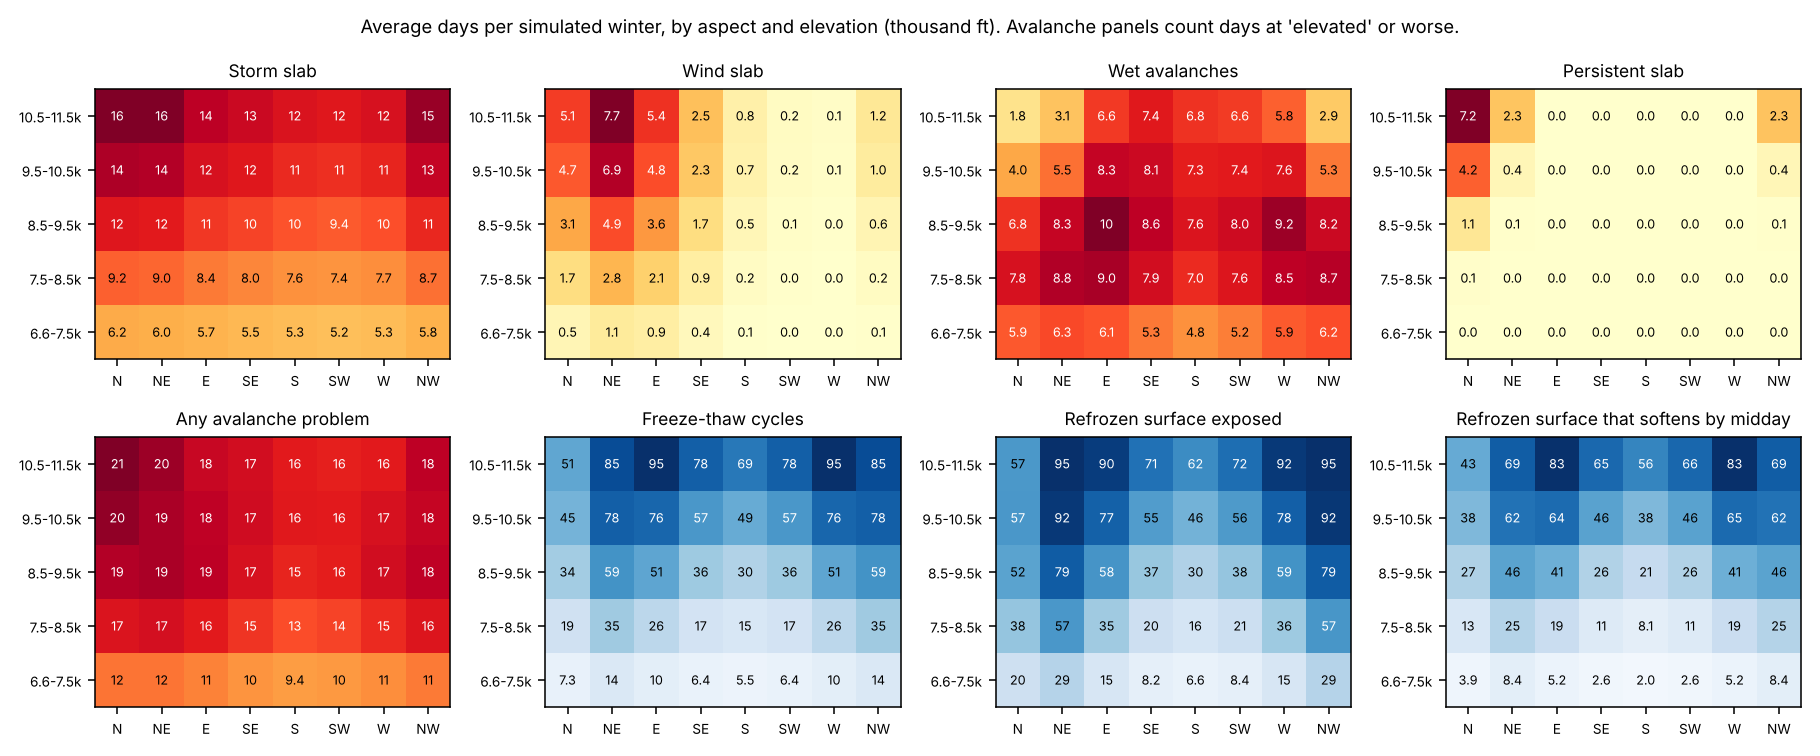 Average days per simulated winter, by aspect and elevation (thousand ft). Avalanche panels count days at 'elevated' or worse.
Storm slab
10.5-11.5k 16 16 14 13 12 12 12 15
9.5-10.5k 14 14 12 12 11 11 11 13
8.5-9.5k 12 12 11 10 10 9.4 10 11
7.5-8.5k 9.2 9.0 8.4 8.0 7.6 7.4 7.7 8.7
6.6-7.5k 6.2 6.0 5.7 5.5 5.3 5.2 5.3 5.8
N NE E SE S SW W NW
Wind slab
10.5-11.5k 5.1 7.7 5.4 2.5 0.8 0.2 0.1 1.2
9.5-10.5k 4.7 6.9 4.8 2.3 0.7 0.2 0.1 1.0
8.5-9.5k 3.1 4.9 3.6 1.7 0.5 0.1 0.0 0.6
7.5-8.5k 1.7 2.8 2.1 0.9 0.2 0.0 0.0 0.2
6.6-7.5k 0.5 1.1 0.9 0.4 0.1 0.0 0.0 0.1
N NE E SE S SW W NW
Wet avalanches
10.5-11.5k 1.8 3.1 6.6 7.4 6.8 6.6 5.8 2.9
9.5-10.5k 4.0 5.5 8.3 8.1 7.3 7.4 7.6 5.3
8.5-9.5k 6.8 8.3 10 8.6 7.6 8.0 9.2 8.2
7.5-8.5k 7.8 8.8 9.0 7.9 7.0 7.6 8.5 8.7
6.6-7.5k 5.9 6.3 6.1 5.3 4.8 5.2 5.9 6.2
N NE E SE S SW W NW
Persistent slab
10.5-11.5k 7.2 2.3 0.0 0.0 0.0 0.0 0.0 2.3
9.5-10.5k 4.2 0.4 0.0 0.0 0.0 0.0 0.0 0.4
8.5-9.5k 1.1 0.1 0.0 0.0 0.0 0.0 0.0 0.1
7.5-8.5k 0.1 0.0 0.0 0.0 0.0 0.0 0.0 0.0
6.6-7.5k 0.0 0.0 0.0 0.0 0.0 0.0 0.0 0.0
N NE E SE S SW W NW
Any avalanche problem
10.5-11.5k 21 20 18 17 16 16 16 18
9.5-10.5k 20 19 18 17 16 16 17 18
8.5-9.5k 19 19 19 17 15 16 17 18
7.5-8.5k 17 17 16 15 13 14 15 16
6.6-7.5k 12 12 11 10 9.4 10 11 11
N NE E SE S SW W NW
Freeze-thaw cycles
10.5-11.5k 51 85 95 78 69 78 95 85
9.5-10.5k 45 78 76 57 49 57 76 78
8.5-9.5k 34 59 51 36 30 36 51 59
7.5-8.5k 19 35 26 17 15 17 26 35
6.6-7.5k 7.3 14 10 6.4 5.5 6.4 10 14
N NE E SE S SW W NW
Refrozen surface exposed
10.5-11.5k 57 95 90 71 62 72 92 95
9.5-10.5k 57 92 77 55 46 56 78 92
8.5-9.5k 52 79 58 37 30 38 59 79
7.5-8.5k 38 57 35 20 16 21 36 57
6.6-7.5k 20 29 15 8.2 6.6 8.4 15 29
N NE E SE S SW W NW
Refrozen surface that softens by midday
10.5-11.5k 43 69 83 65 56 66 83 69
9.5-10.5k 38 62 64 46 38 46 65 62
8.5-9.5k 27 46 41 26 21 26 41 46
7.5-8.5k 13 25 19 11 8.1 11 19 25
6.6-7.5k 3.9 8.4 5.2 2.6 2.0 2.6 5.2 8.4
N NE E SE S SW W NW